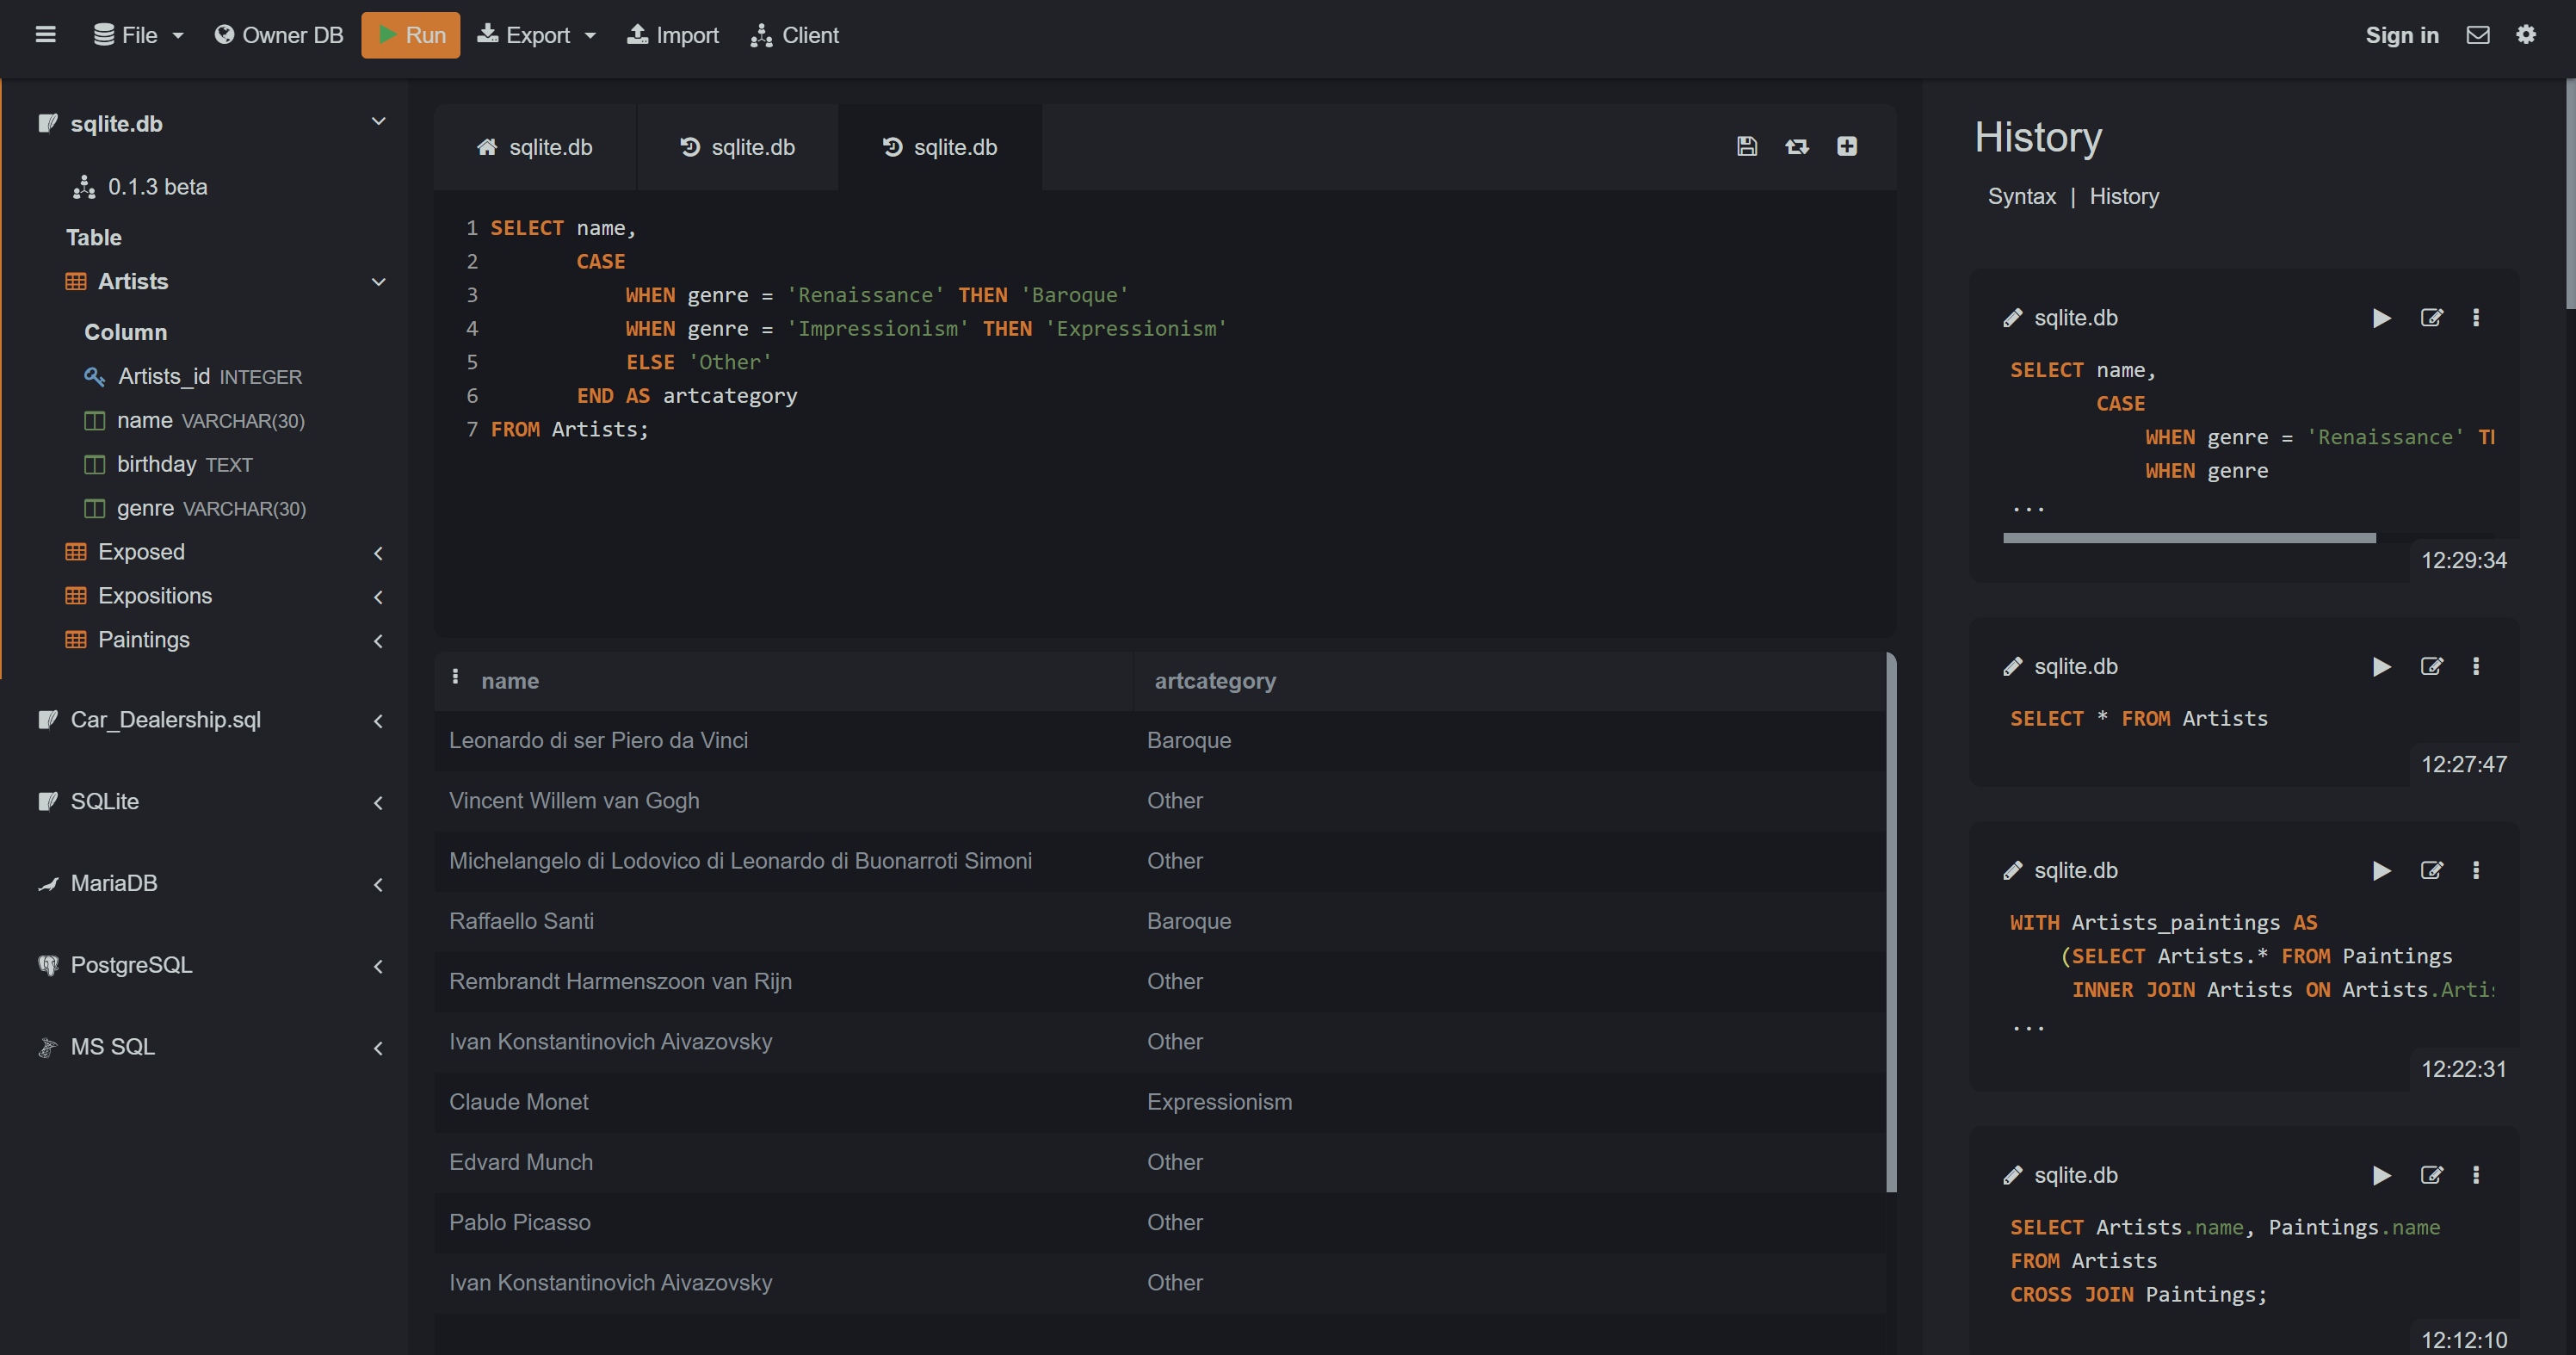 File Owner DB Run Export Import Client Sign in
sqlite.db
0.1.3 beta
Table
Artists
Column
Artists_id INTEGER
name VARCHAR(30)
birthday TEXT
genre VARCHAR(30)
Exposed
Expositions
Paintings
Car_Dealership.sql
SQLite
MariaDB
PostgreSQL
MS SQL
sqlite.db sqlite.db sqlite.db
1 SELECT name,
2 CASE
3 WHEN genre = 'Renaissance' THEN 'Baroque'
4 WHEN genre = 'Impressionism' THEN 'Expressionism'
5 ELSE 'Other'
6 END AS artcategory
7 FROM Artists;
name artcategory
Leonardo di ser Piero da Vinci Baroque
Vincent Willem van Gogh Other
Michelangelo di Lodovico di Leonardo di Buonarroti Simoni Other
Raffaello Santi Baroque
Rembrandt Harmenszoon van Rijn Other
Ivan Konstantinovich Aivazovsky Other
Claude Monet Expressionism
Edvard Munch Other
Pablo Picasso Other
Ivan Konstantinovich Aivazovsky Other
History
Syntax | History
sqlite.db
SELECT name,
CASE
WHEN genre = 'Renaissance'
WHEN genre
...
12:29:34
sqlite.db
SELECT * FROM Artists
12:27:47
sqlite.db
WITH Artists_paintings AS
(SELECT Artists.* FROM Paintings
INNER JOIN Artists ON Artists.Arti
...
12:22:31
sqlite.db
SELECT Artists.name, Paintings.name
FROM Artists
CROSS JOIN Paintings;
12:12:10